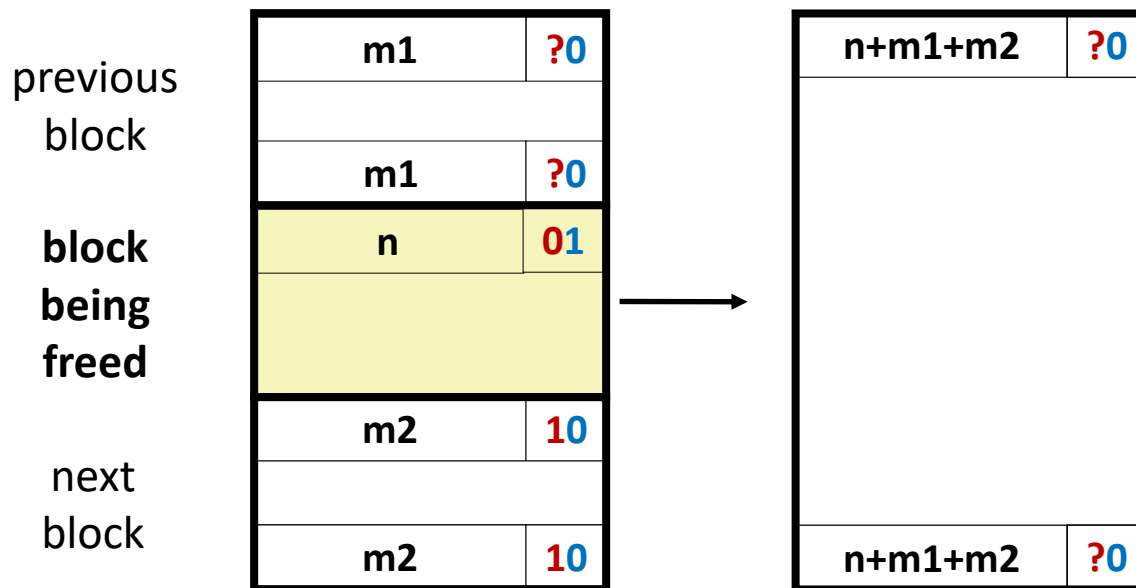 previous
block
m1 ?0
m1 ?0
block
being
freed
n 01
next
block
m2 10
m2 10
n+m1+m2 ?0
n+m1+m2 ?0